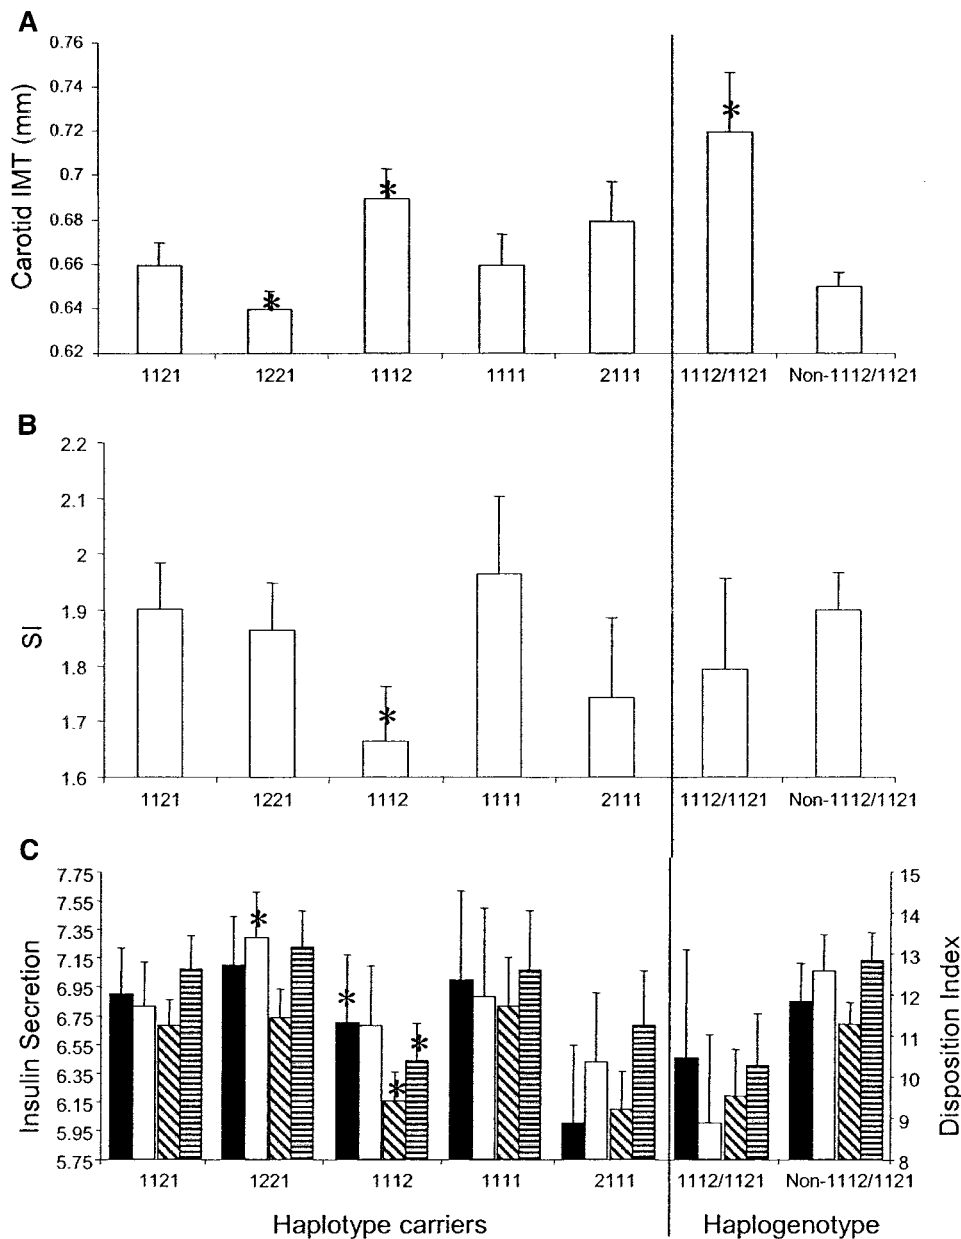 A
Carotid IMT (mm)
0.76
0.74
0.72
0.7
0.68
0.66
0.64
0.62
* * * *
1121 1221 1112 1111 2111 1112/1121 Non-1112/1121
B
SI
2.2
2.1
2
1.9
1.8
1.7
1.6
*
1121 1221 1112 1111 2111 1112/1121 Non-1112/1121
C
Insulin Secretion
7.75
7.55
7.35
7.15
6.95
6.75
6.55
6.35
6.15
5.95
5.75
* * * *
15
14
13
12
11
10
9
8
Disposition Index
1121 1221 1112 1111 2111 1112/1121 Non-1112/1121
Haplotype carriers Haplogenotype